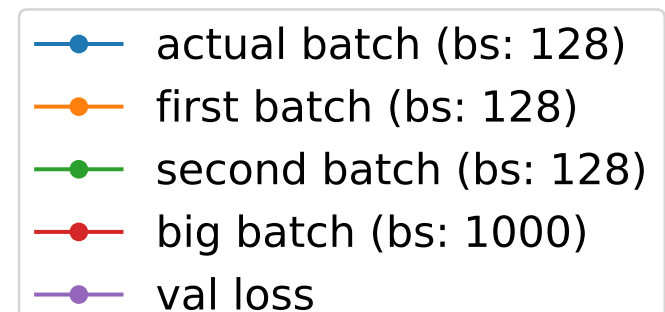 actual batch (bs: 128)
first batch (bs: 128)
second batch (bs: 128)
big batch (bs: 1000)
val loss